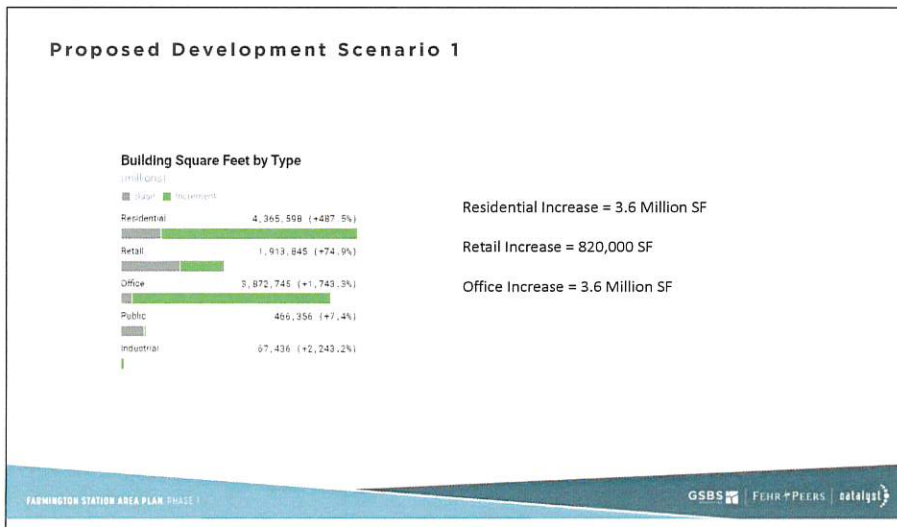 Proposed Development Scenario 1
Building Square Feet by Type
(millions)
Base Increment
Residential 4,365,598 (+487.5%)
Retail 1,913,845 (+74.9%)
Office 3,872,745 (+1,743.3%)
Public 466,356 (+7.4%)
Industrial 67,436 (+2,243.2%)
Residential Increase = 3.6 Million SF
Retail Increase = 820,000 SF
Office Increase = 3.6 Million SF
FARMINGTON STATION AREA PLAN PHASE 1
GSBS FEHR PEERS catalyst